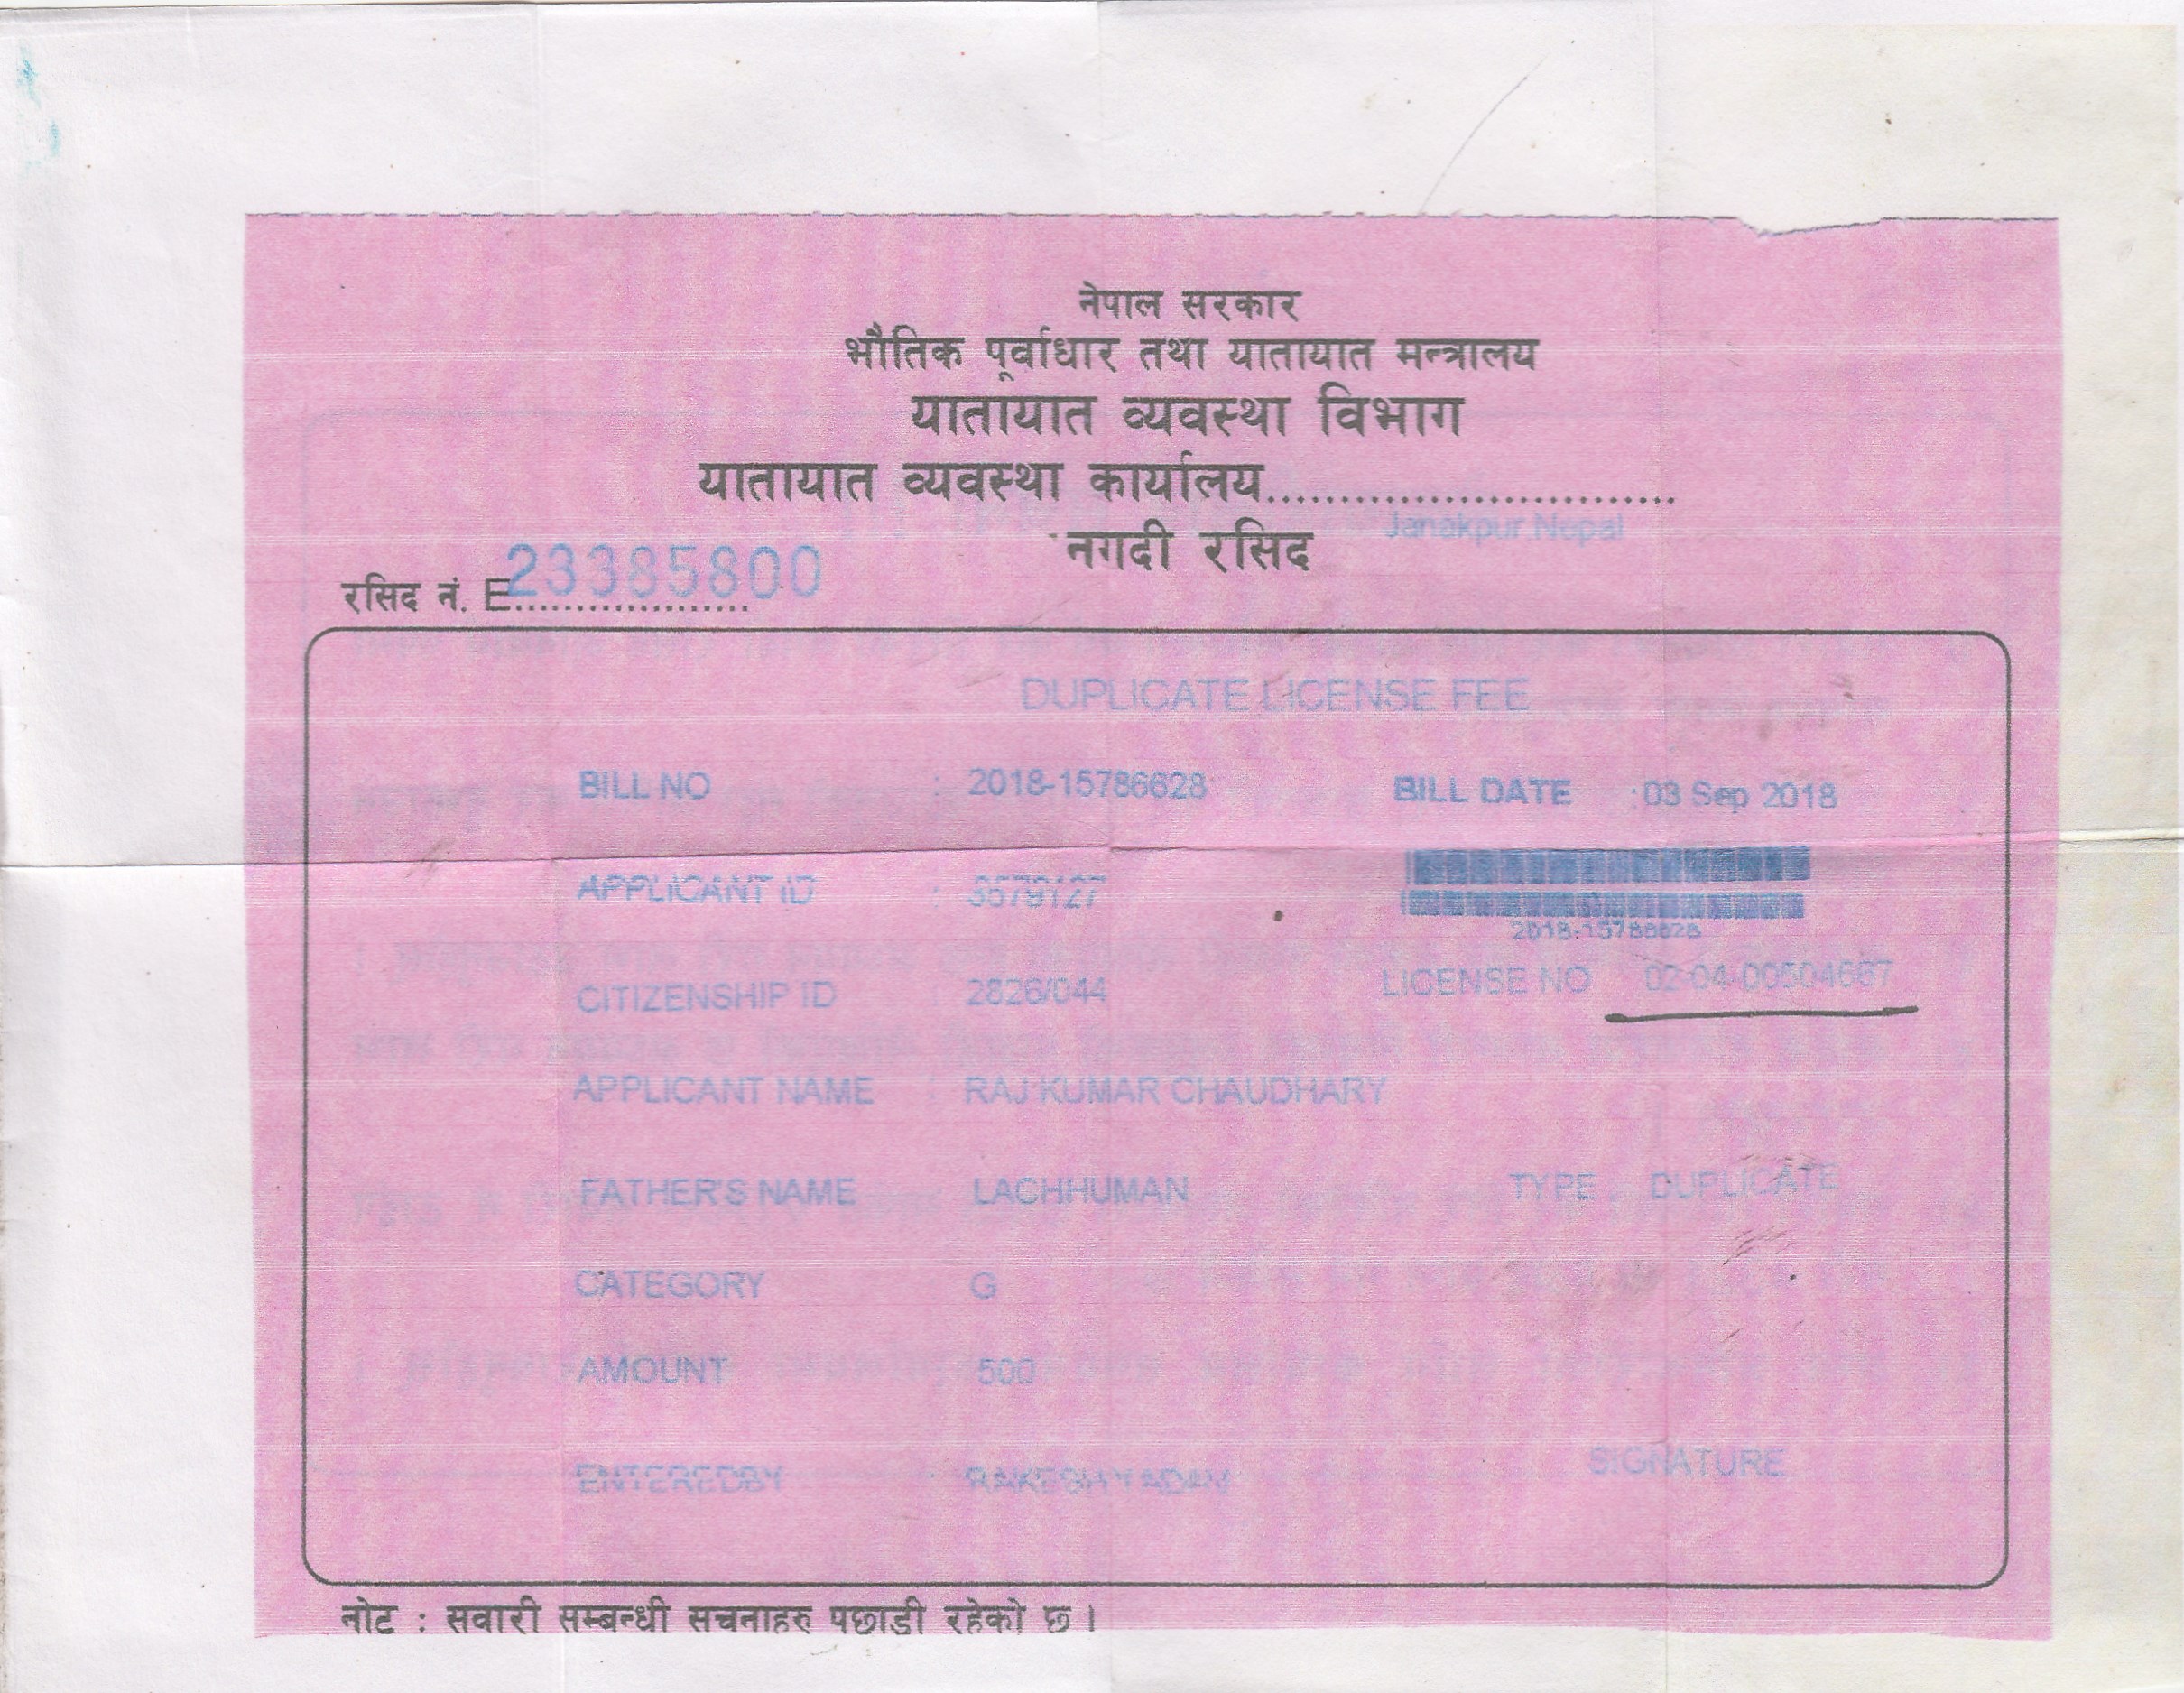 नेपाल सरकार
भौतिक पूर्वाधार तथा यातायात मन्त्रालय
यातायात व्यवस्था विभाग
यातायात व्यवस्था कार्यालय............................
Janakpur Nepal
नगदी रसिद
रसिद नं. E 23385800
DUPLICATE LICENSE FEE
BILL NO : 2018-15786628 BILL DATE : 03 Sep 2018
APPLICANT ID : 3579127
2018-15786628
CITIZENSHIP ID : 2826/044 LICENSE NO 02-04-00504667
APPLICANT NAME : RAJ KUMAR CHAUDHARY
FATHER'S NAME LACHHUMAN TYPE : DUPLICATE
CATEGORY G
AMOUNT 500
ENTEREDBY : RAKESH YADAV SIGNATURE
नोट : सवारी सम्बन्धी सूचनाहरु पछाडी रहेको छ ।